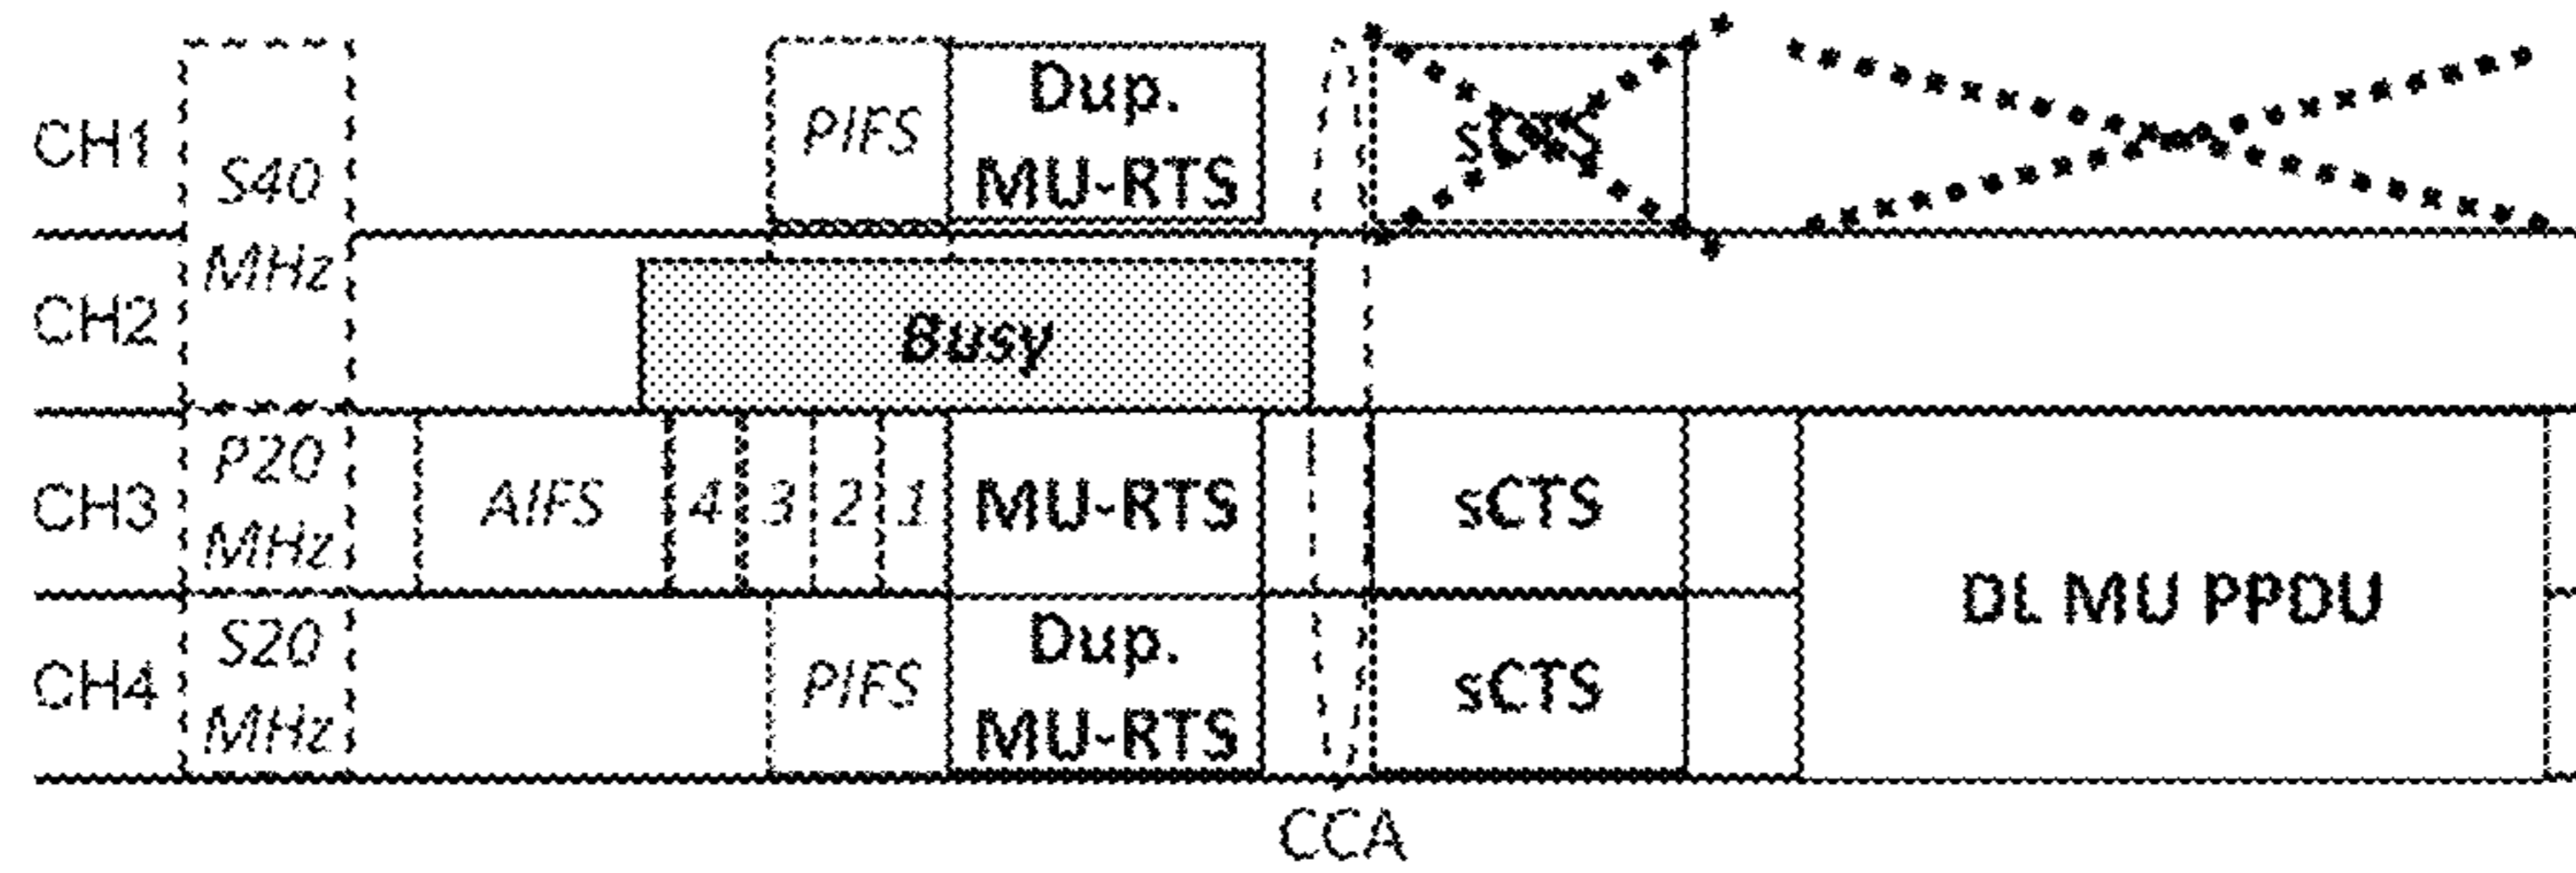 CH1
S40
MHz
PIFS
Dup.
MU-RTS
sCTS
CH2
Busy
CH3
P20
MHz
AIFS
4
3
2
1
MU-RTS
sCTS
DL MU PPDU
CH4
S20
MHz
PIFS
Dup.
MU-RTS
sCTS
CCA